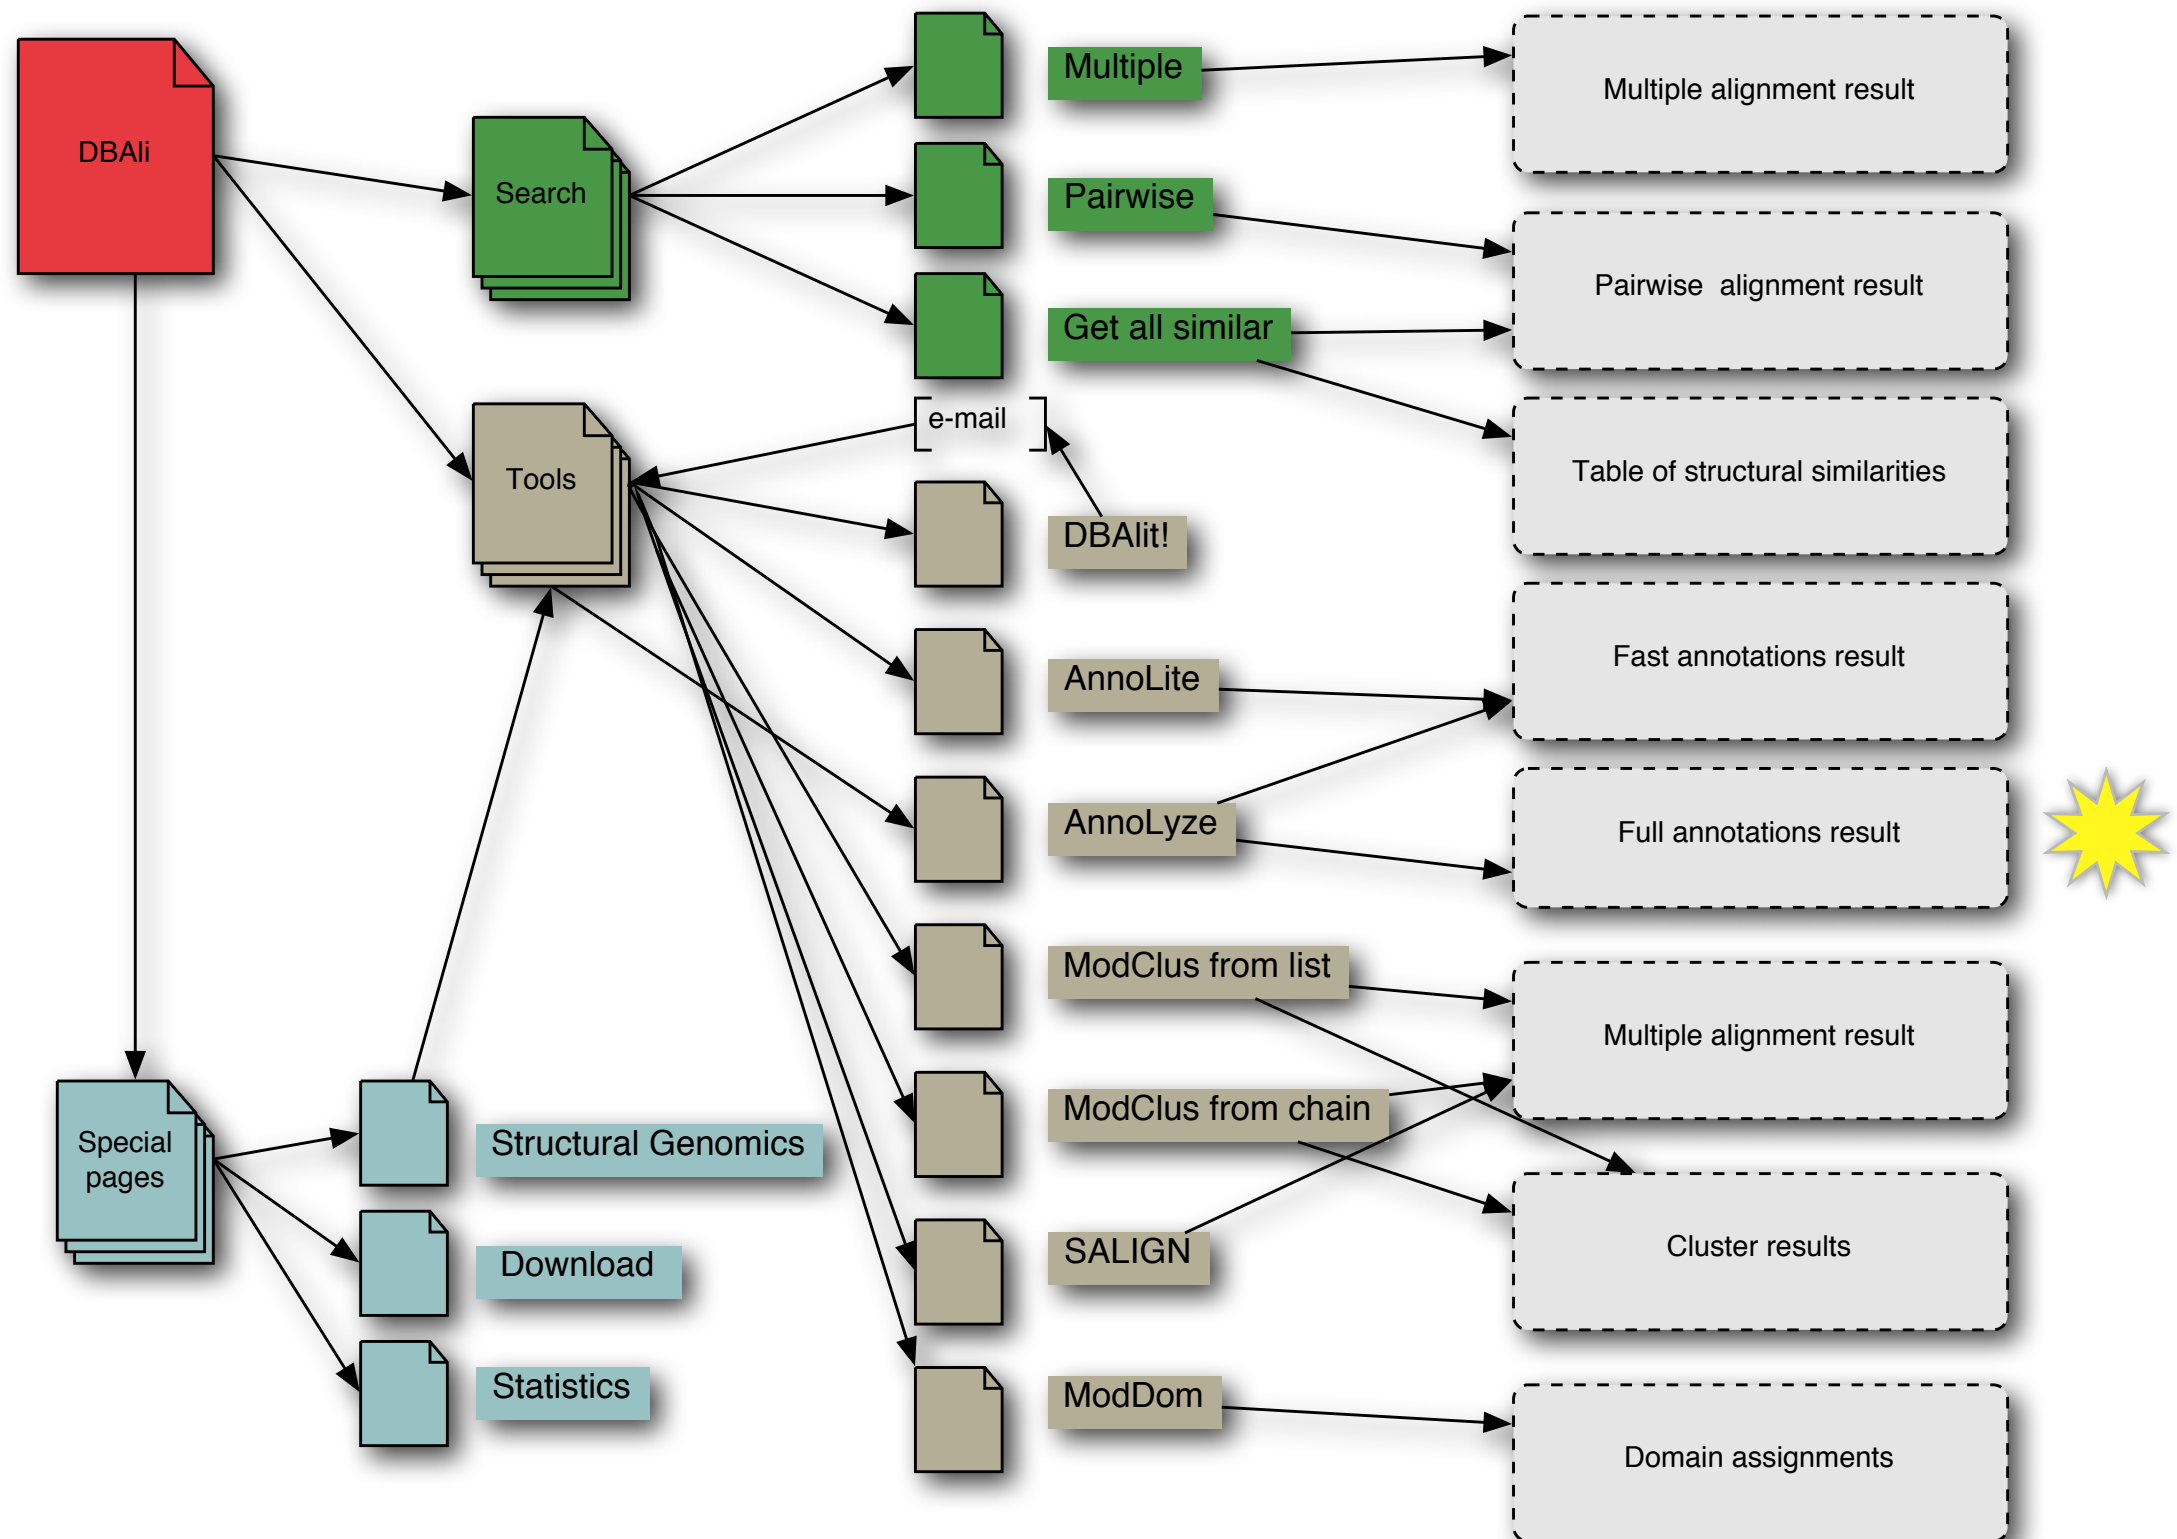 DBAli
Search
Tools
Special
pages
Structural Genomics
Download
Statistics
Multiple
Pairwise
Get all similar
e-mail
DBAlit!
AnnoLite
AnnoLyze
ModClus from list
ModClus from chain
SALIGN
ModDom
Multiple alignment result
Pairwise  alignment result
Table of structural similarities
Fast annotations result
Full annotations result
Multiple alignment result
Cluster results
Domain assignments